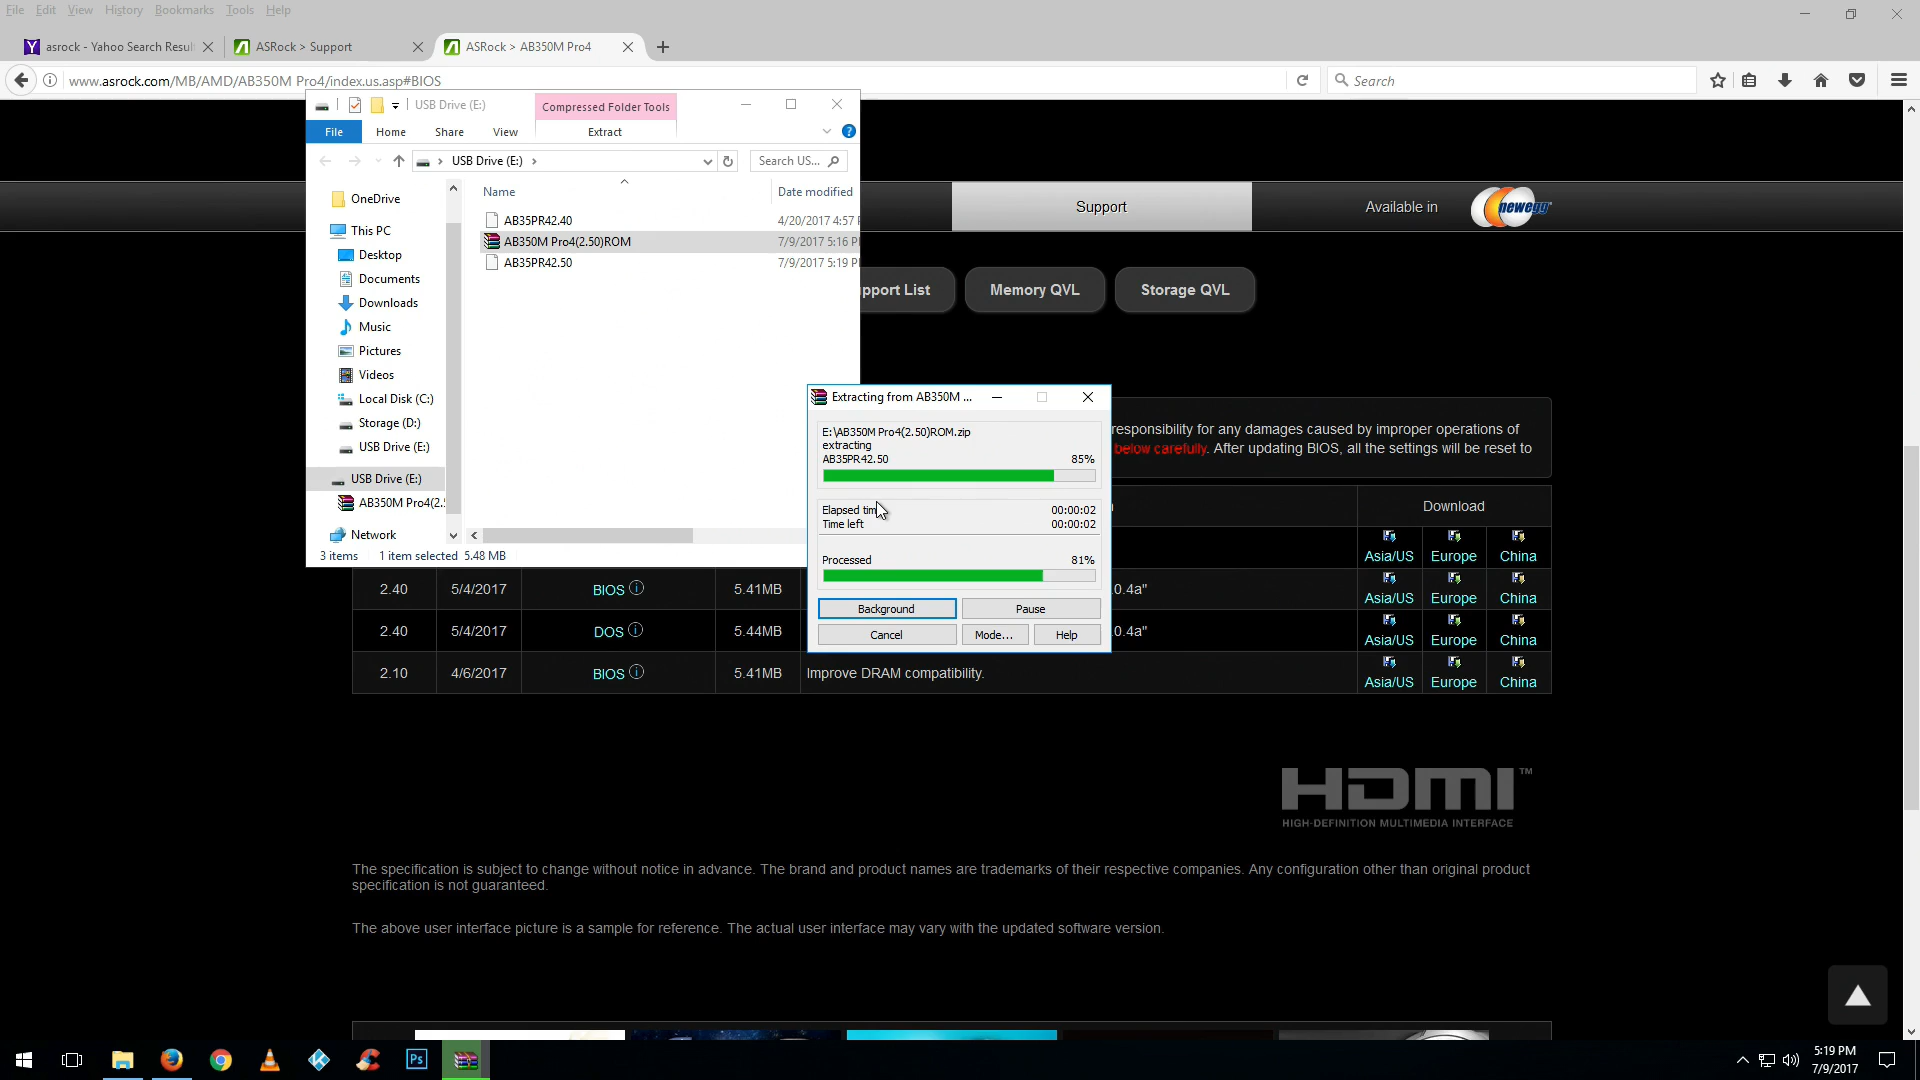 File Edit View History Bookmarks Tools Help
asrock - Yahoo Search Resul
ASRock > Support
ASRock > AB350M Pro4
www.asrock.com/MB/AMD/AB350M Pro4/index.us.asp#BIOS
Search
USB Drive (E:)
Compressed Folder Tools
File Home Share View Extract
USB Drive (E:)
Search US...
Name Date modified
AB35PR42.40 4/20/2017 4:57
AB350M Pro4(2.50)ROM 7/9/2017 5:16
AB35PR42.50 7/9/2017 5:19
OneDrive
This PC
Desktop
Documents
Downloads
Music
Pictures
Videos
Local Disk (C:)
Storage (D:)
USB Drive (E:)
USB Drive (E:)
AB350M Pro4(2.
Network
3 items 1 item selected 5.48 MB
Support
Available in newegg
pport List
Memory QVL
Storage QVL
responsibility for any damages caused by improper operations of
below carefully. After updating BIOS, all the settings will be reset to
Extracting from AB350M ...
E:\AB350M Pro4(2.50)ROM.zip
extracting
AB35PR42.50 85%
Elapsed tim 00:00:02
Time left 00:00:02
Processed 81%
Background Pause
Cancel Mode... Help
Download
Asia/US Europe China
2.40 5/4/2017 BIOS 5.41MB .0.4a" Asia/US Europe China
2.40 5/4/2017 DOS 5.44MB .0.4a" Asia/US Europe China
2.10 4/6/2017 BIOS 5.41MB Improve DRAM compatibility. Asia/US Europe China
HDMI™
HIGH-DEFINITION MULTIMEDIA INTERFACE
The specification is subject to change without notice in advance. The brand and product names are trademarks of their respective companies. Any configuration other than original product
specification is not guaranteed.
The above user interface picture is a sample for reference. The actual user interface may vary with the updated software version.
Ps
5:19 PM
7/9/2017